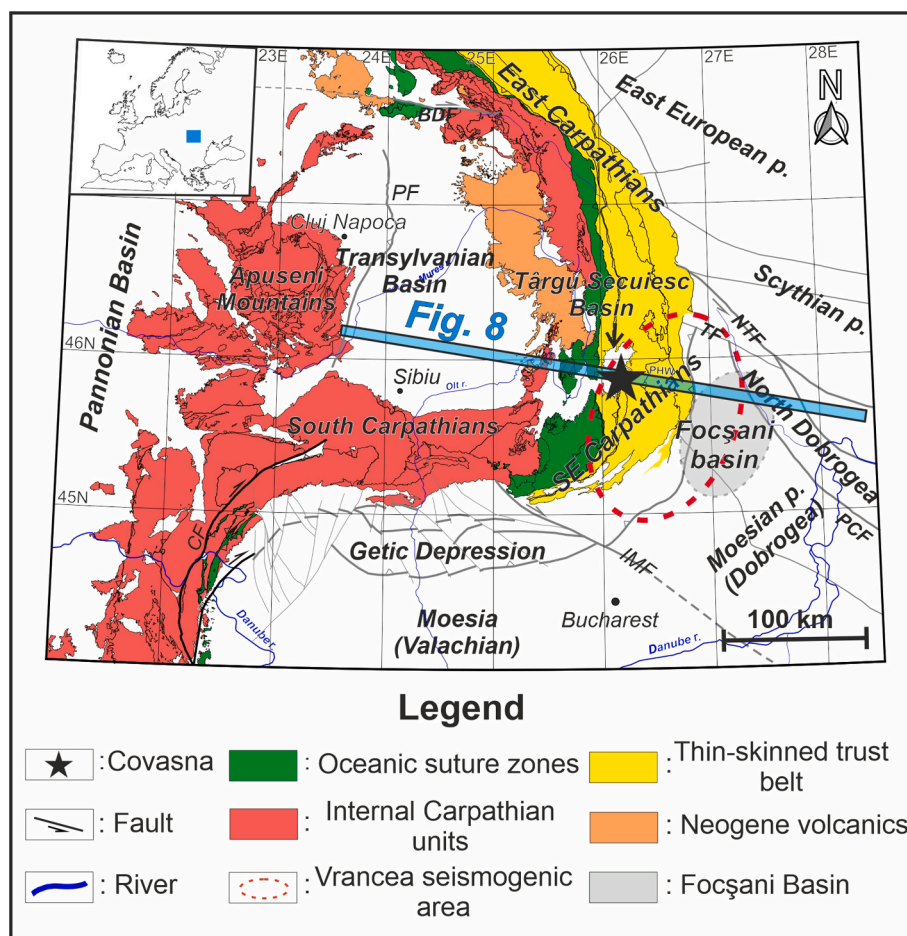 23E
24E
25E
26E
27E
28E
N
BDF
East Carpathians
East European p.
PF
Cluj Napoca
Pannonian Basin
Apuseni
Mountains
Transylvanian
Basin
Mureș
Târgu Secuiesc
Basin
Scythian p.
Fig. 8
46N
TF
NTF
PHW
Sibiu
Olt r.
South Carpathians
SE Carpathians
Focşani
basin
North Dobrogea
45N
CF
Getic Depression
Moesian p.
(Dobrogea)
PCF
IMF
Bucharest
Moesia
(Valachian)
Danube r.
Danube r.
100 km
Legend
:Covasna
: Oceanic suture zones
:Thin-skinned trust
belt
: Fault
: Internal Carpathian
units
: Neogene volcanics
: River
: Vrancea seismogenic
area
: Focşani Basin